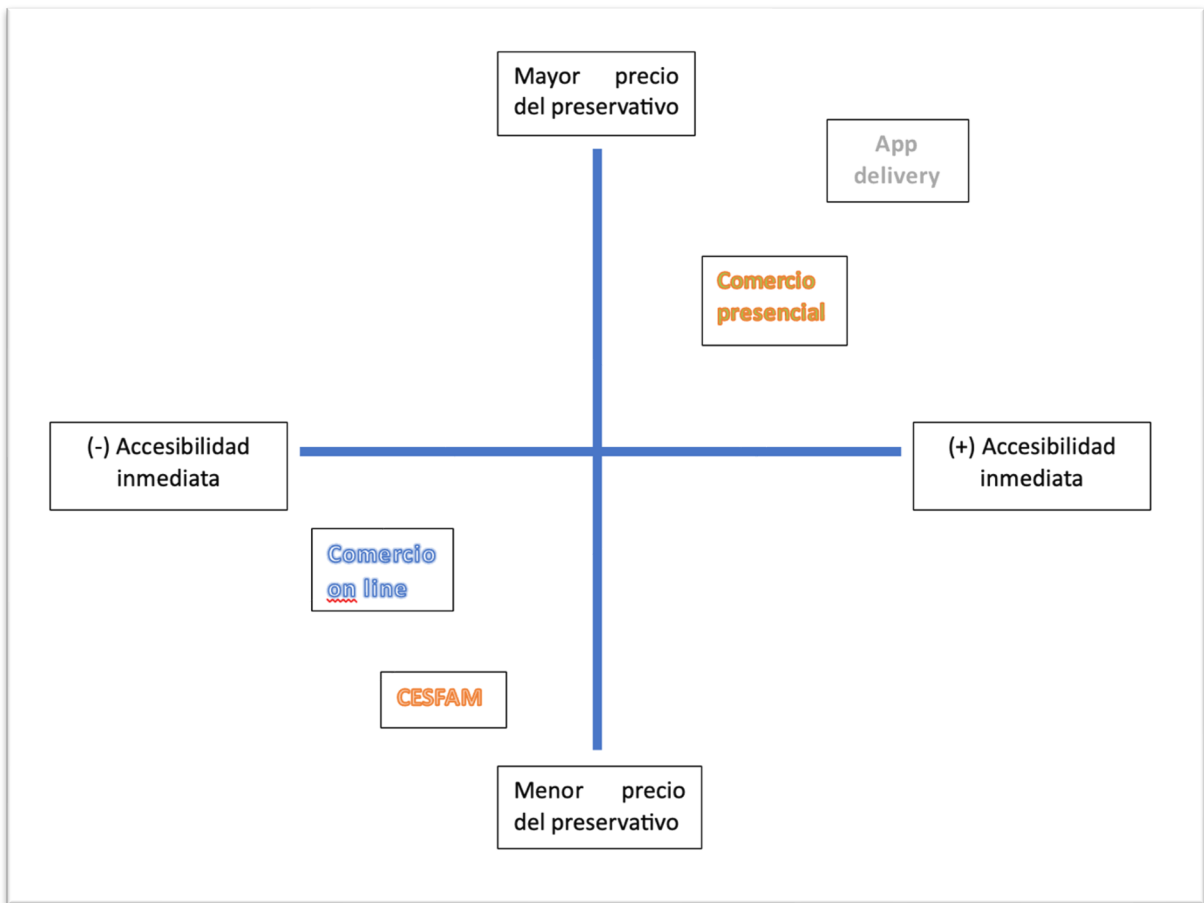 Mayor precio
del preservativo
App
delivery
Comercio
presencial
(-) Accesibilidad
inmediata
(+) Accesibilidad
inmediata
Comercio
on line
CESFAM
Menor precio
del preservativo